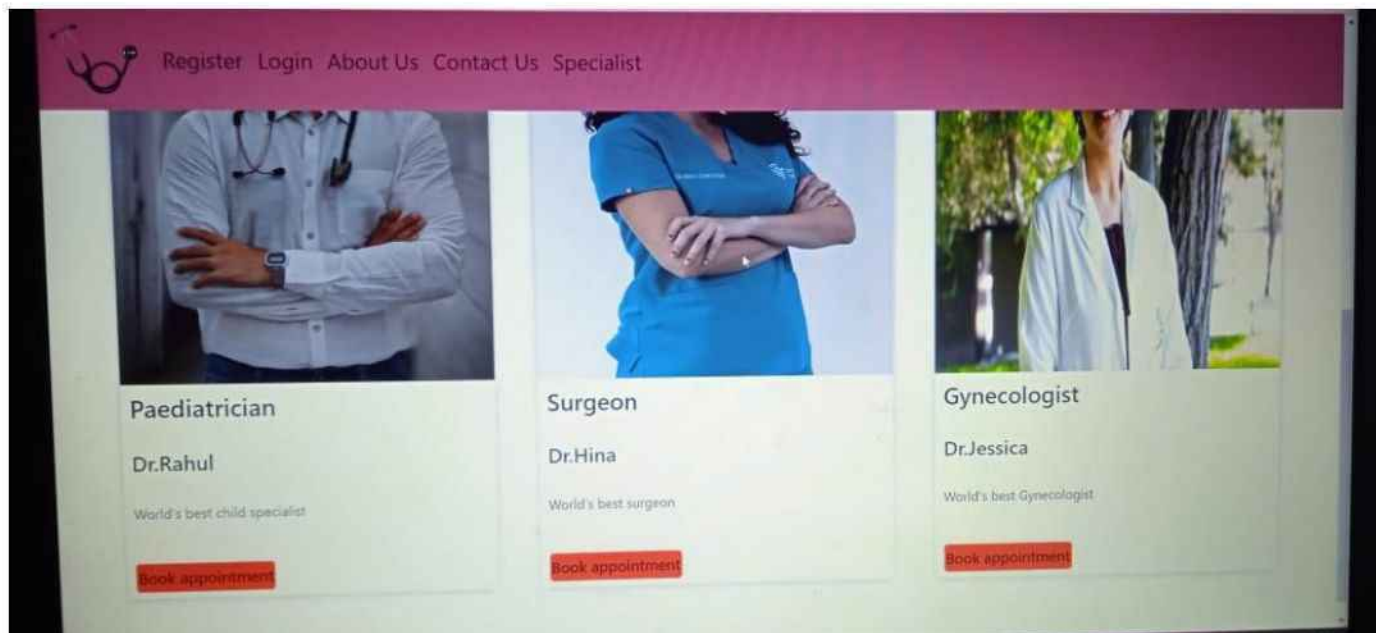 Register Login About Us Contact Us Specialist
Paediatrician
Dr.Rahul
World's best child specialist
Book appointment
Surgeon
Dr.Hina
World's best surgeon
Book appointment
Gynecologist
Dr.Jessica
World's best Gynecologist
Book appointment